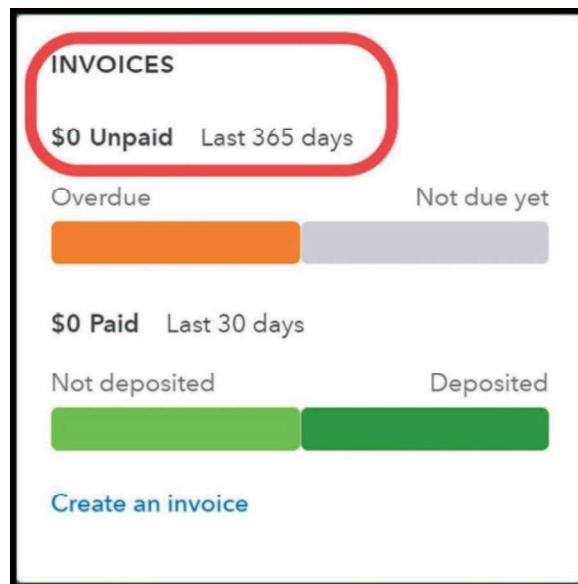 INVOICES
$0 Unpaid Last 365 days
Overdue Not due yet
$0 Paid Last 30 days
Not deposited Deposited
Create an invoice